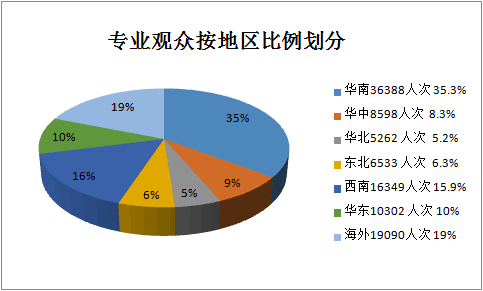 专业观众按地区比例划分
35%
9%
5%
6%
16%
10%
19%
华南36388人次35.3%
华中8598人次 8.3%
华北5262 人次 5.2%
东北6533 人次 6.3%
西南16349人次15.9%
华东10302 人次 10%
海外19090人次 19%